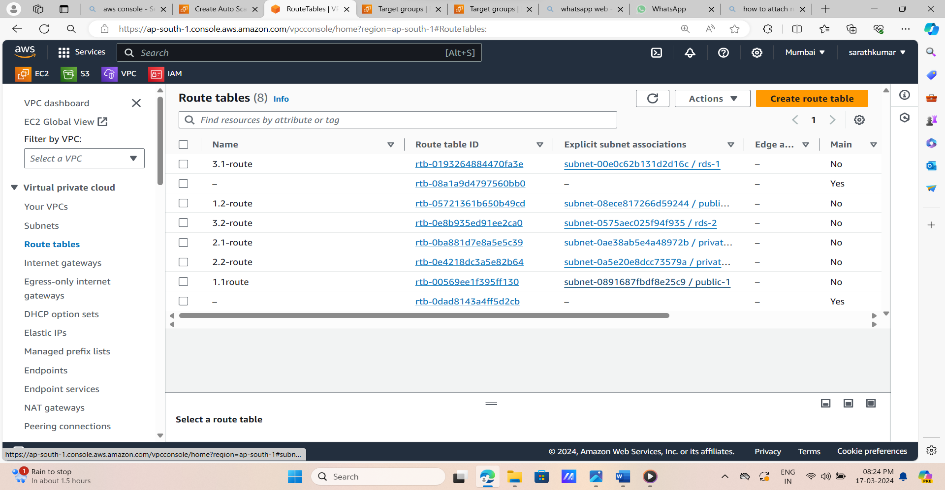 aws console - S
Create Auto Sca
RouteTables | V
Target groups |
Target groups |
whatsapp web -
WhatsApp
how to attach e
https://ap-south-1.console.aws.amazon.com/vpcconsole/home?region=ap-south-1#RouteTables:
aws
Services
Search
[Alt+S]
Mumbai
sarathkumar
EC2
S3
VPC
IAM
VPC dashboard
EC2 Global View
Filter by VPC:
Select a VPC
Virtual private cloud
Your VPCs
Subnets
Route tables
Internet gateways
Egress-only internet
gateways
DHCP option sets
Elastic IPs
Managed prefix lists
Endpoints
Endpoint services
NAT gateways
Peering connections
Route tables (8) Info
Actions
Create route table
Find resources by attribute or tag
1
Name Route table ID Explicit subnet associations Edge a... Main
3.1-route rtb-0193264884470fa3e subnet-00e0c62b131d2d16c / rds-1 – No
– rtb-08a1a9d4797560bb0 – – Yes
1.2-route rtb-05721361b650b49cd subnet-08ece817266d59244 / publi... – No
3.2-route rtb-0e8b935ed91ee2ca0 subnet-0575aec025f94f935 / rds-2 – No
2.1-route rtb-0ba881d7e8a5e5c39 subnet-0ae38ab5e4a48972b / privat... – No
2.2-route rtb-0e4218dc3a5e82b64 subnet-0a5e20e8dcc73579a / privat... – No
1.1route rtb-00569ee1f395ff130 subnet-0891687fbdf8e25c9 / public-1 – No
– rtb-0dad8143a4ff5d2cb – – Yes
Select a route table
https://ap-south-1.console.aws.amazon.com/vpcconsole/home?region=ap-south-1#subn...
© 2024, Amazon Web Services, Inc. or its affiliates.
Privacy
Terms
Cookie preferences
1
Rain to stop
In about 1.5 hours
Search
ENG
IN
08:24 PM
17-03-2024